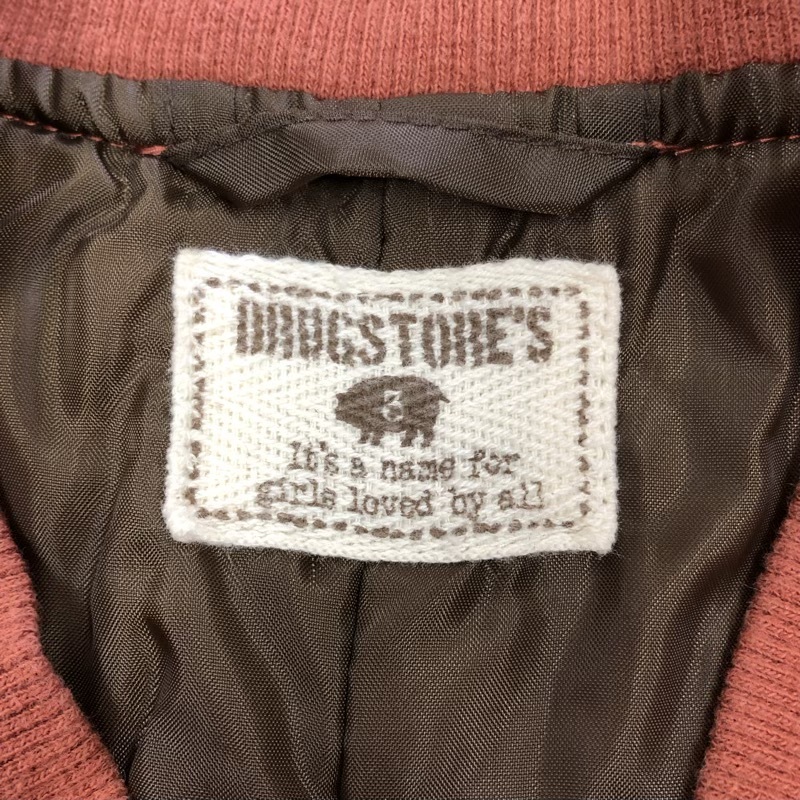 DRUGSTORE'S
3
It's a name for
girls loved by all